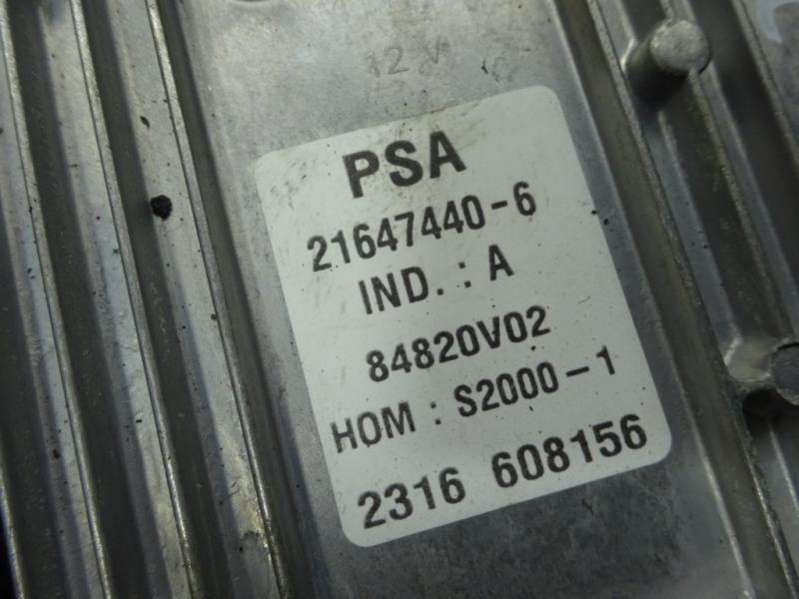 12 V
PSA
21647440-6
IND. : A
84820V02
HOM : S2000-1
2316 608156